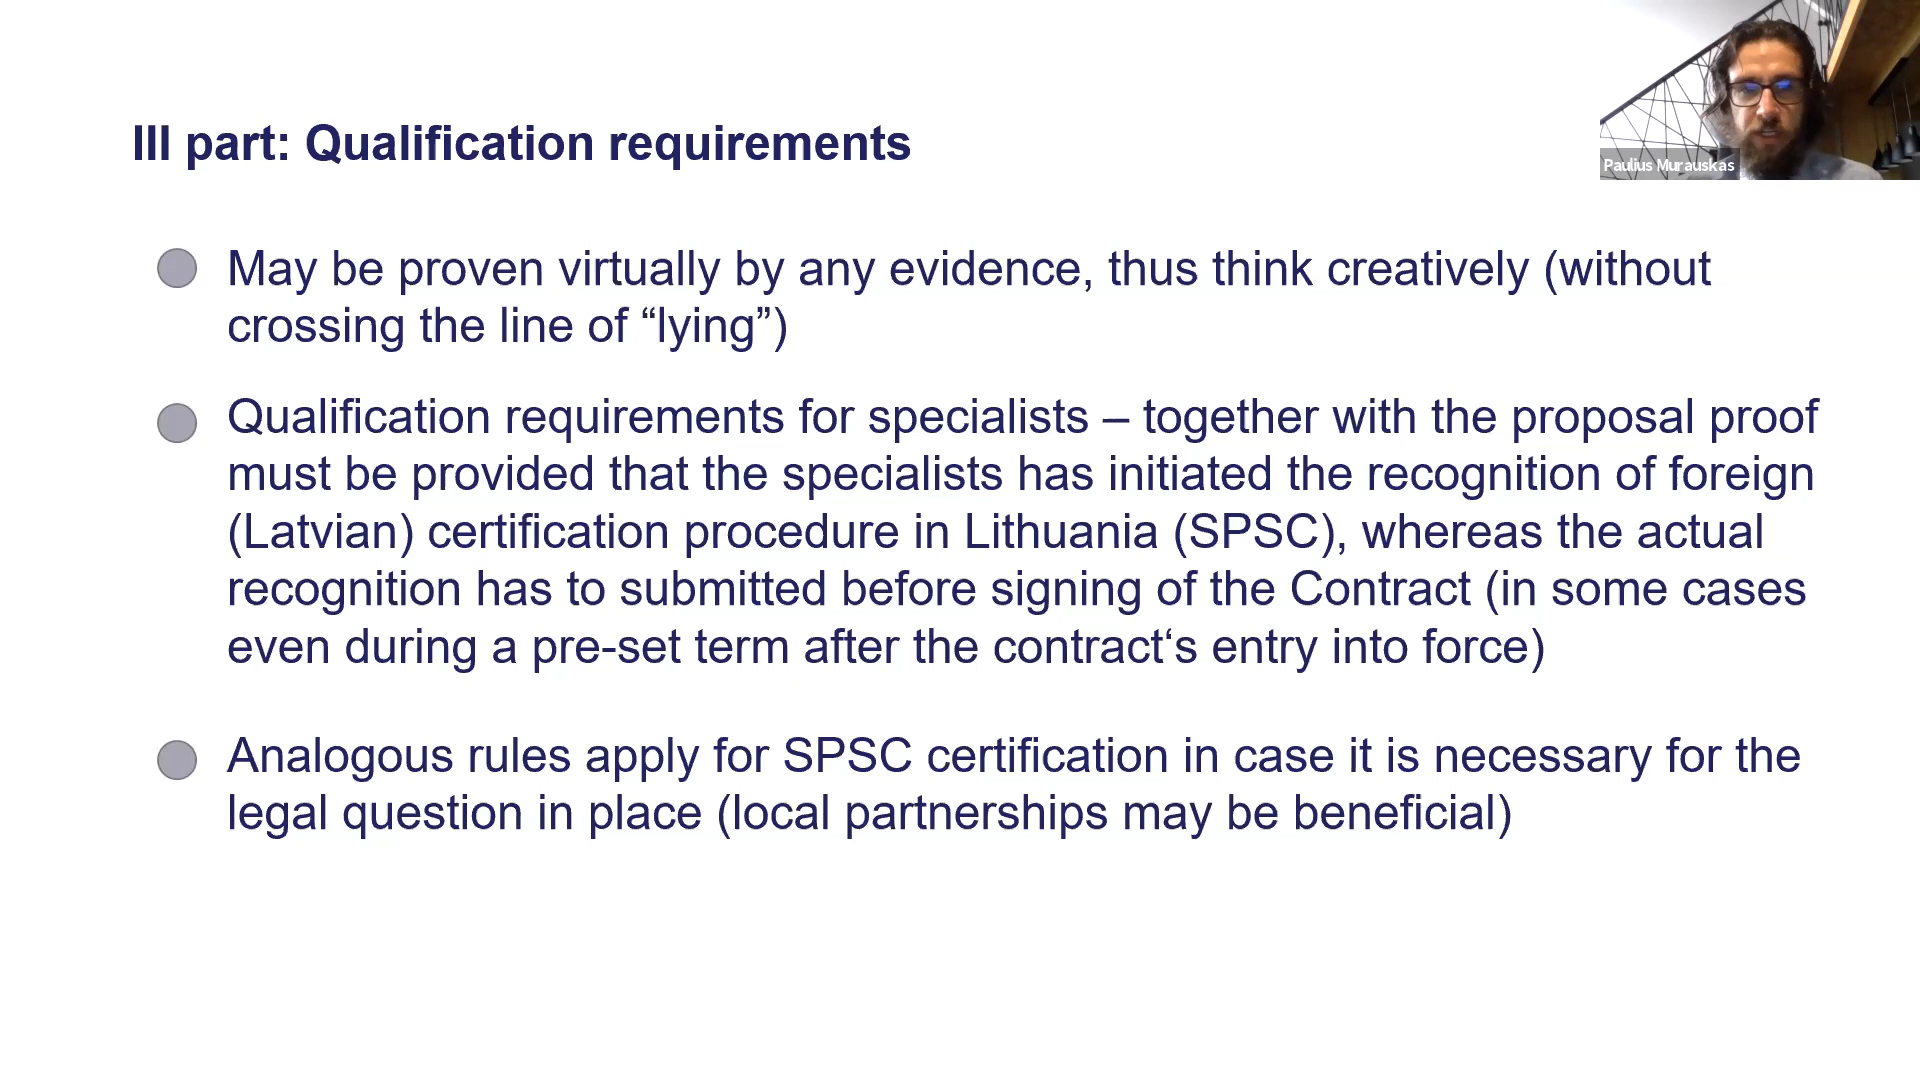 III part: Qualification requirements
Paulius Murauskas
May be proven virtually by any evidence, thus think creatively (without
crossing the line of “lying”)
Qualification requirements for specialists – together with the proposal proof
must be provided that the specialists has initiated the recognition of foreign
(Latvian) certification procedure in Lithuania (SPSC), whereas the actual
recognition has to submitted before signing of the Contract (in some cases
even during a pre-set term after the contract‘s entry into force)
Analogous rules apply for SPSC certification in case it is necessary for the
legal question in place (local partnerships may be beneficial)